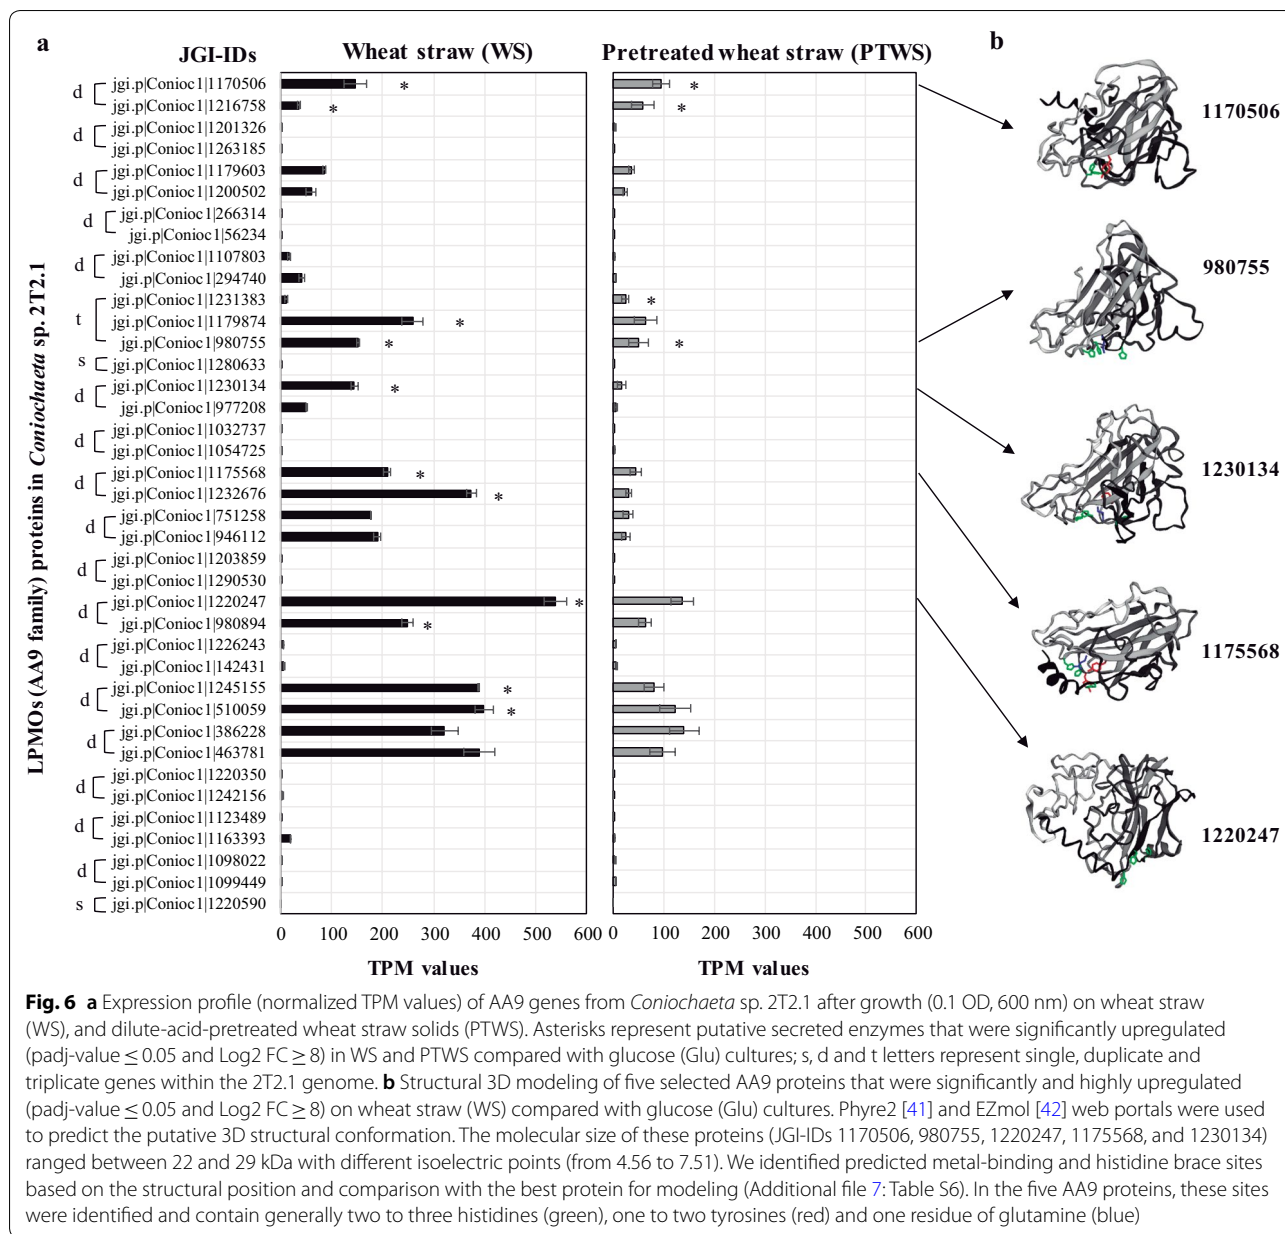 a
JGI-IDs
Wheat straw (WS)
Pretreated wheat straw (PTWS)
b
LPMOs (AA9 family) proteins in Coniochaeta sp. 2T2.1
d
jgi.p|Conioc1|1170506 * *
jgi.p|Conioc1|1216758 * *
d
jgi.p|Conioc1|1201326
jgi.p|Conioc1|1263185
d
jgi.p|Conioc1|1179603
jgi.p|Conioc1|1200502
d
jgi.p|Conioc1|266314
jgi.p|Conioc1|56234
d
jgi.p|Conioc1|1107803
jgi.p|Conioc1|294740
t
jgi.p|Conioc1|1231383 *
jgi.p|Conioc1|1179874 *
jgi.p|Conioc1|980755 * *
s
jgi.p|Conioc1|1280633
d
jgi.p|Conioc1|1230134 *
jgi.p|Conioc1|977208
d
jgi.p|Conioc1|1032737
jgi.p|Conioc1|1054725
d
jgi.p|Conioc1|1175568 *
jgi.p|Conioc1|1232676 *
d
jgi.p|Conioc1|751258
jgi.p|Conioc1|946112
d
jgi.p|Conioc1|1203859
jgi.p|Conioc1|1290530
d
jgi.p|Conioc1|1220247 *
jgi.p|Conioc1|980894 *
d
jgi.p|Conioc1|1226243
jgi.p|Conioc1|142431
d
jgi.p|Conioc1|1245155 *
jgi.p|Conioc1|510059 *
d
jgi.p|Conioc1|386228
jgi.p|Conioc1|463781
d
jgi.p|Conioc1|1220350
jgi.p|Conioc1|1242156
d
jgi.p|Conioc1|1123489
jgi.p|Conioc1|1163393
d
jgi.p|Conioc1|1098022
jgi.p|Conioc1|1099449
s
jgi.p|Conioc1|1220590
0 100 200 300 400 500 600
TPM values
0 100 200 300 400 500 600
TPM values
1170506
980755
1230134
1175568
1220247
Fig. 6 a Expression profile (normalized TPM values) of AA9 genes from Coniochaeta sp. 2T2.1 after growth (0.1 OD, 600 nm) on wheat straw
(WS), and dilute-acid-pretreated wheat straw solids (PTWS). Asterisks represent putative secreted enzymes that were significantly upregulated
(padj-value ≤ 0.05 and Log2 FC ≥ 8) in WS and PTWS compared with glucose (Glu) cultures; s, d and t letters represent single, duplicate and
triplicate genes within the 2T2.1 genome. b Structural 3D modeling of five selected AA9 proteins that were significantly and highly upregulated
(padj-value ≤ 0.05 and Log2 FC ≥ 8) on wheat straw (WS) compared with glucose (Glu) cultures. Phyre2 [41] and EZmol [42] web portals were used
to predict the putative 3D structural conformation. The molecular size of these proteins (JGI-IDs 1170506, 980755, 1220247, 1175568, and 1230134)
ranged between 22 and 29 kDa with different isoelectric points (from 4.56 to 7.51). We identified predicted metal-binding and histidine brace sites
based on the structural position and comparison with the best protein for modeling (Additional file 7: Table S6). In the five AA9 proteins, these sites
were identified and contain generally two to three histidines (green), one to two tyrosines (red) and one residue of glutamine (blue)